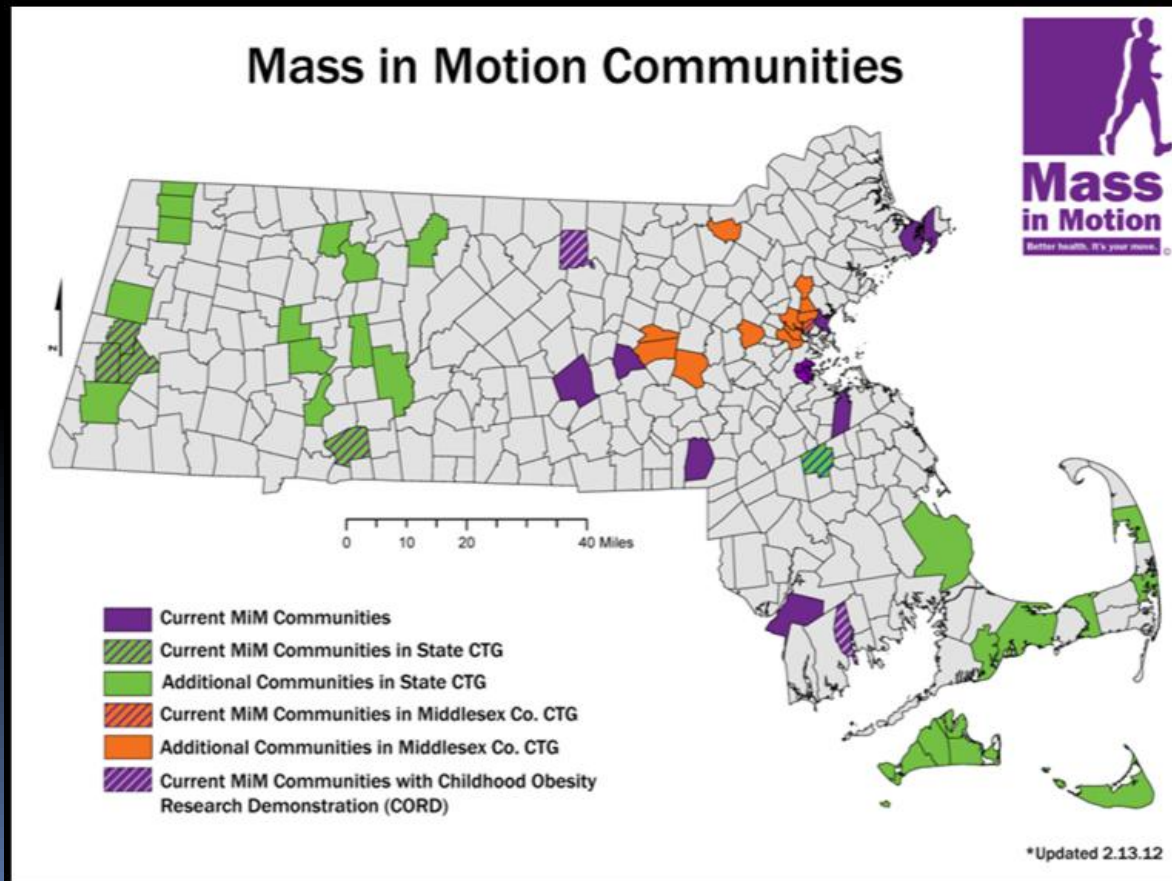 Mass in Motion Communities
Mass
in Motion
Better health. It's your move.
©
N
0 10 20 40 Miles
Current MiM Communities
Current MiM Communities in State CTG
Additional Communities in State CTG
Current MiM Communities in Middlesex Co. CTG
Additional Communities in Middlesex Co. CTG
Current MiM Communities with Childhood Obesity
Research Demonstration (CORD)
*Updated 2.13.12